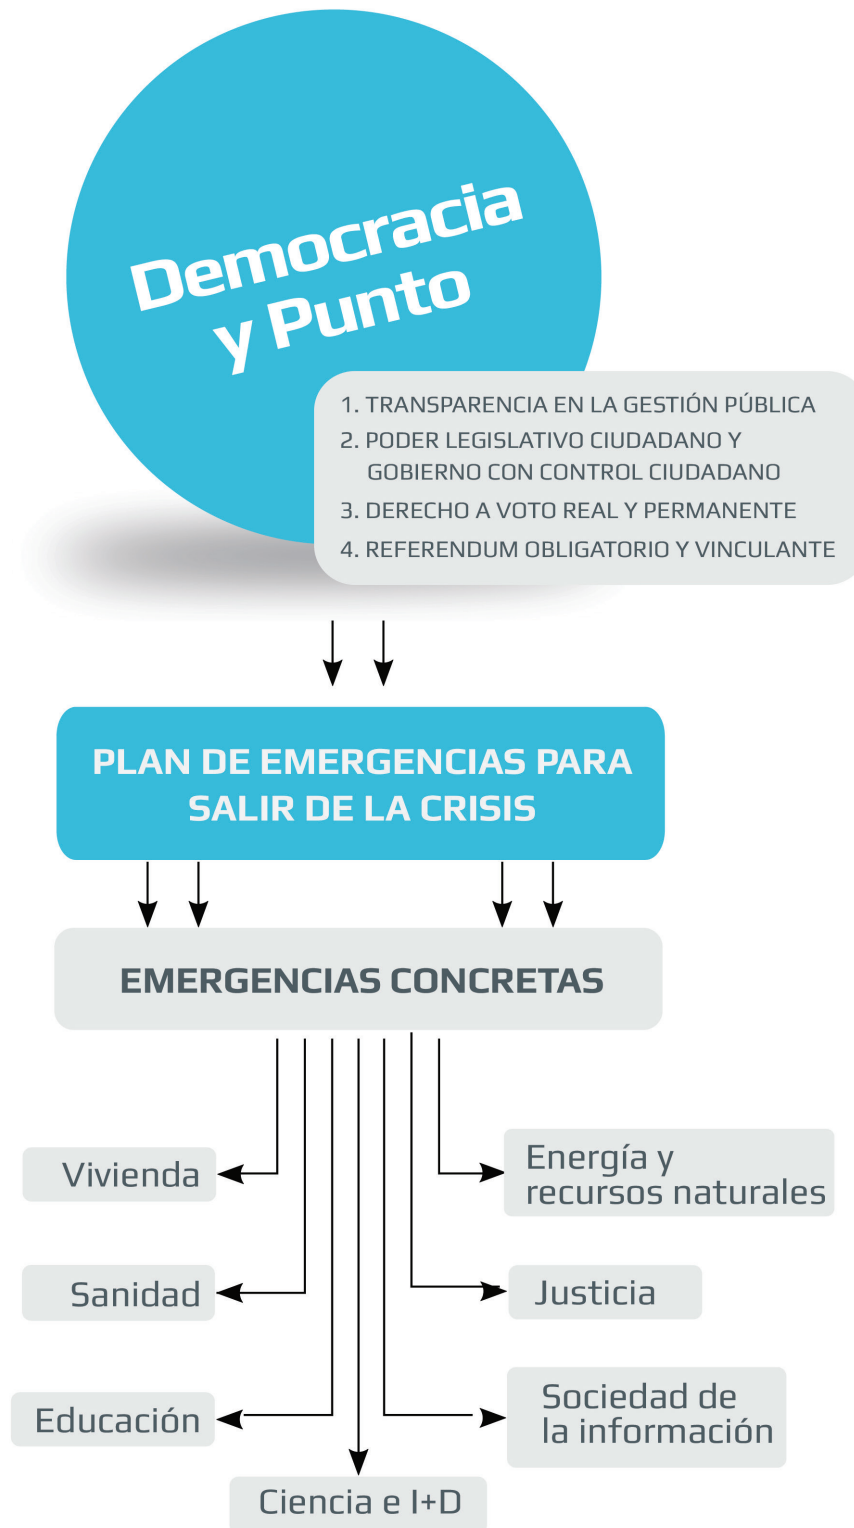 Democracia
y Punto
1. TRANSPARENCIA EN LA GESTIÓN PÚBLICA
2. PODER LEGISLATIVO CIUDADANO Y
GOBIERNO CON CONTROL CIUDADANO
3. DERECHO A VOTO REAL Y PERMANENTE
4. REFERENDUM OBLIGATORIO Y VINCULANTE
PLAN DE EMERGENCIAS PARA
SALIR DE LA CRISIS
EMERGENCIAS CONCRETAS
Vivienda
Energía y
recursos naturales
Sanidad
Justicia
Educación
Sociedad de
la información
Ciencia e I+D